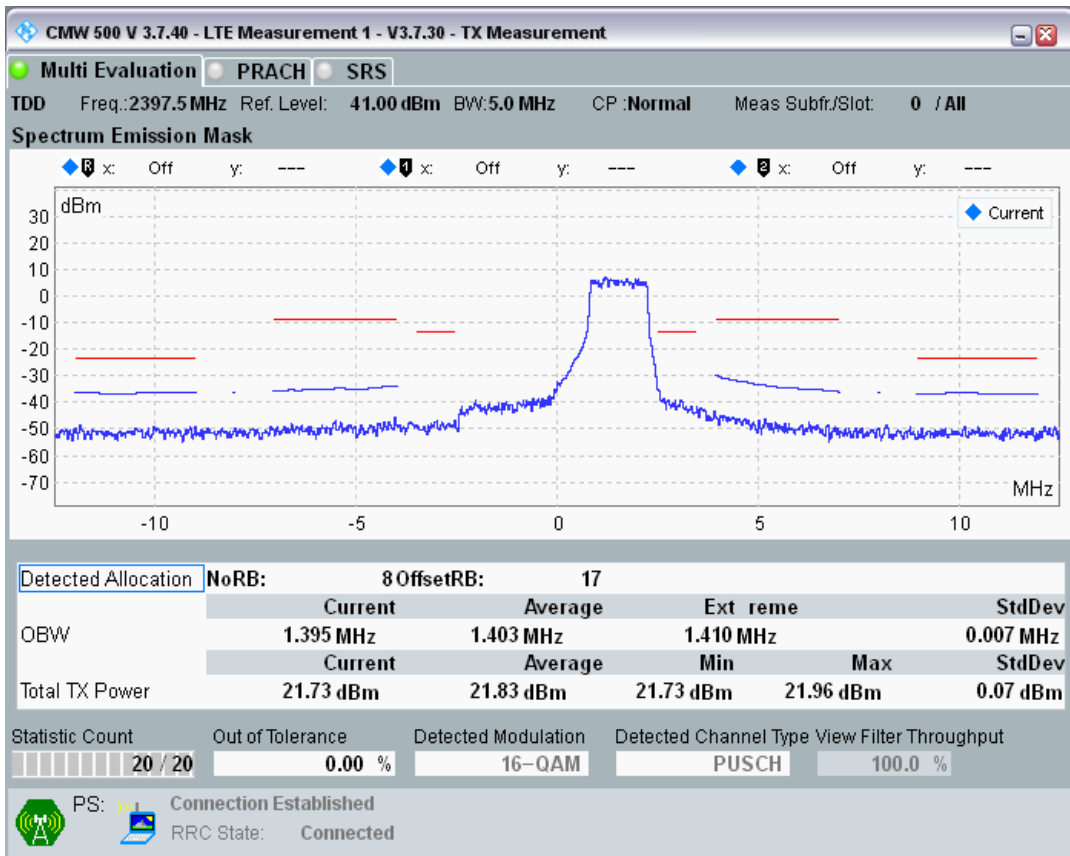 CMW 500 V 3.7.40 - LTE Measurement 1 - V3.7.30 - TX Measurement
Multi Evaluation PRACH SRS
TDD Freq.:2397.5 MHz Ref. Level: 41.00 dBm BW:5.0 MHz CP :Normal Meas Subfr./Slot: 0 / All
Spectrum Emission Mask
R x: Off y: --- 1 x: Off y: --- 2 x: Off y: ---
dBm
Current
30
20
10
0
-10
-20
-30
-40
-50
-60
-70
MHz
-10 -5 0 5 10
Detected Allocation NoRB: 8 OffsetRB: 17
Current Average Ext reme StdDev
OBW 1.395 MHz 1.403 MHz 1.410 MHz 0.007 MHz
Current Average Min Max StdDev
Total TX Power 21.73 dBm 21.83 dBm 21.73 dBm 21.96 dBm 0.07 dBm
Statistic Count Out of Tolerance Detected Modulation Detected Channel Type View Filter Throughput
20 / 20 0.00 % 16-QAM PUSCH 100.0 %
PS: Connection Established
RRC State: Connected